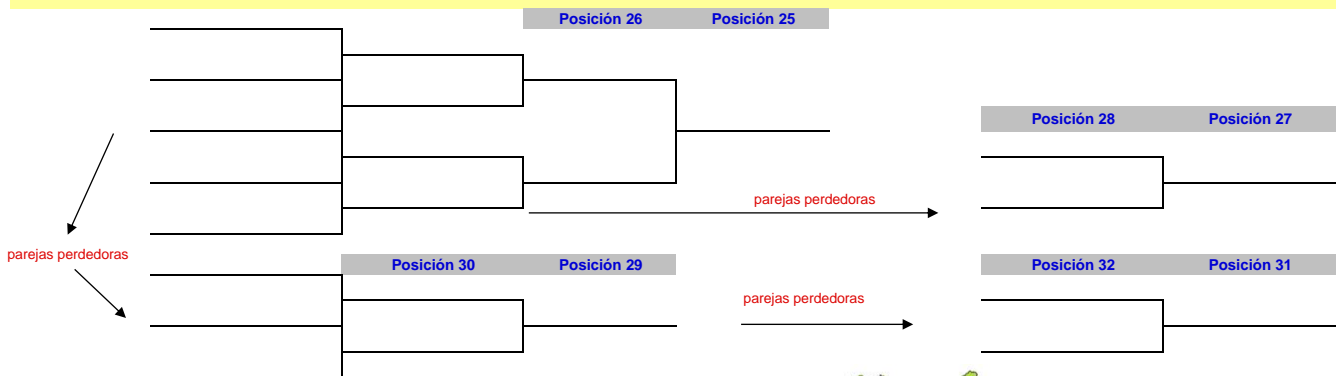 Posición 26 Posición 25
Posición 28 Posición 27
parejas perdedoras
parejas perdedoras
Posición 30 Posición 29
Posición 32 Posición 31
parejas perdedoras